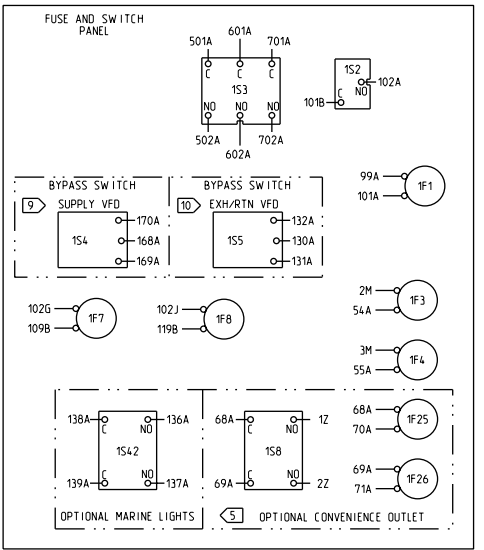 FUSE AND SWITCH
PANEL
501A
601A
701A
C
C
C
1S3
NO
NO
NO
502A
602A
702A
1S2
102A
C
NO
101B
99A
101A
1F1
BYPASS SWITCH
9
SUPPLY VFD
1S4
170A
168A
169A
BYPASS SWITCH
10
EXH/RTN VFD
1S5
132A
130A
131A
102G
109B
1F7
102J
119B
1F8
2M
54A
1F3
3M
55A
1F4
138A
136A
C
NO
1S42
C
NO
139A
137A
OPTIONAL MARINE LIGHTS
68A
1Z
C
NO
1S8
C
NO
69A
2Z
68A
70A
1F25
69A
71A
1F26
5
OPTIONAL CONVENIENCE OUTLET